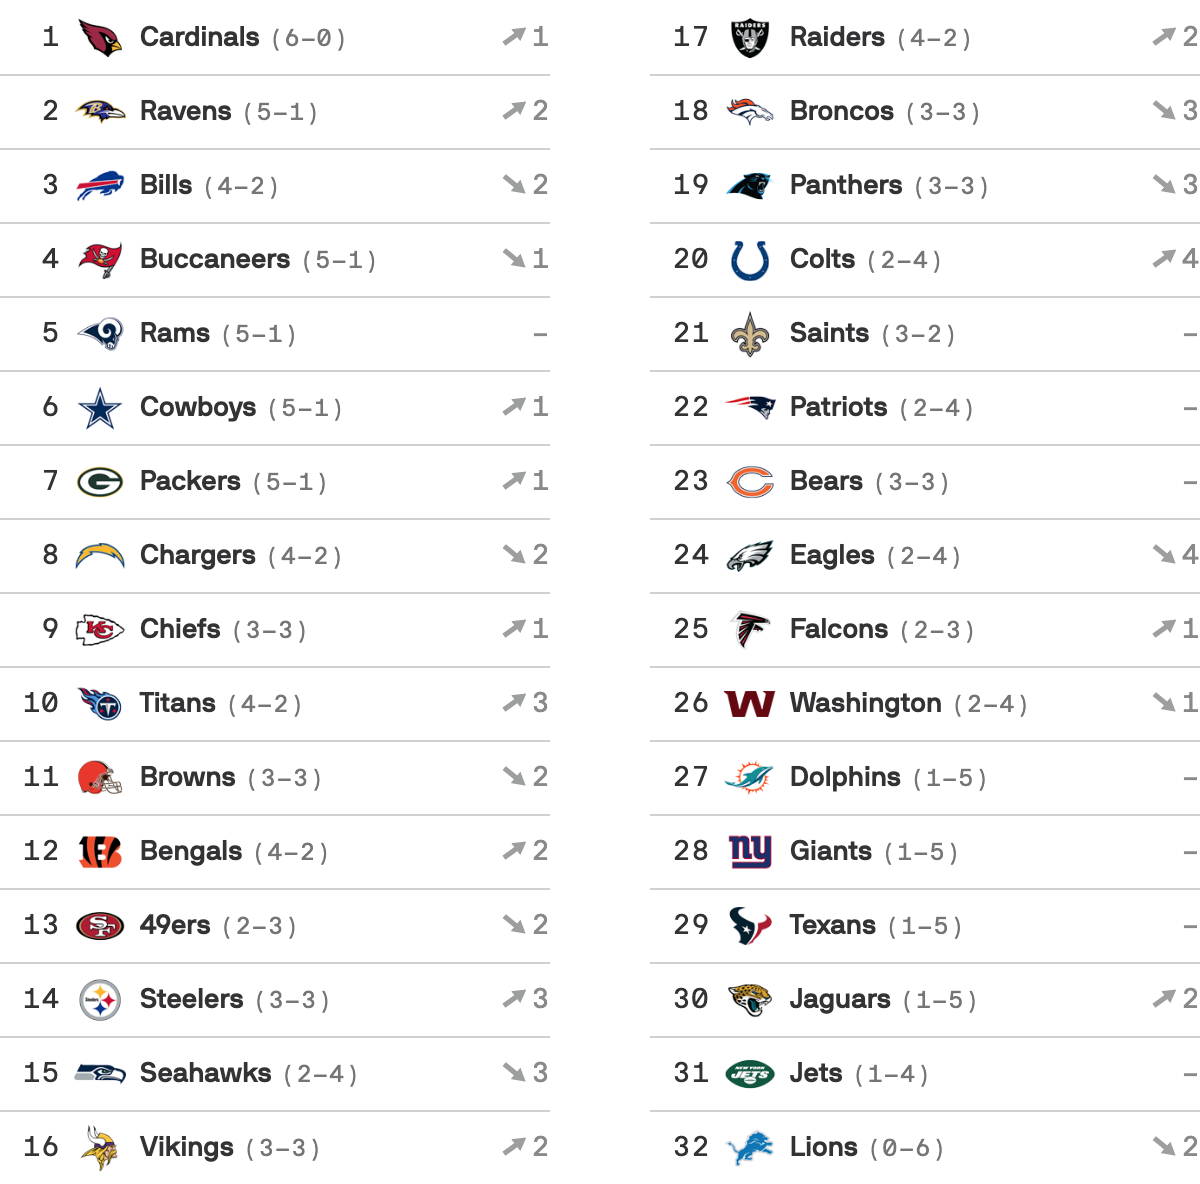 1 Cardinals (6-0) ↗ 1
2 Ravens (5-1) ↗ 2
3 Bills (4-2) ↘ 2
4 Buccaneers (5-1) ↘ 1
5 Rams (5-1) –
6 Cowboys (5-1) ↗ 1
7 Packers (5-1) ↗ 1
8 Chargers (4-2) ↘ 2
9 Chiefs (3-3) ↗ 1
10 Titans (4-2) ↗ 3
11 Browns (3-3) ↘ 2
12 Bengals (4-2) ↗ 2
13 49ers (2-3) ↘ 2
14 Steelers (3-3) ↗ 3
15 Seahawks (2-4) ↘ 3
16 Vikings (3-3) ↗ 2
17 Raiders (4-2) ↗ 2
18 Broncos (3-3) ↘ 3
19 Panthers (3-3) ↘ 3
20 Colts (2-4) ↗ 4
21 Saints (3-2) –
22 Patriots (2-4) –
23 Bears (3-3) –
24 Eagles (2-4) ↘ 4
25 Falcons (2-3) ↗ 1
26 Washington (2-4) ↘ 1
27 Dolphins (1-5) –
28 Giants (1-5) –
29 Texans (1-5) –
30 Jaguars (1-5) ↗ 2
31 Jets (1-4) –
32 Lions (0-6) ↘ 2